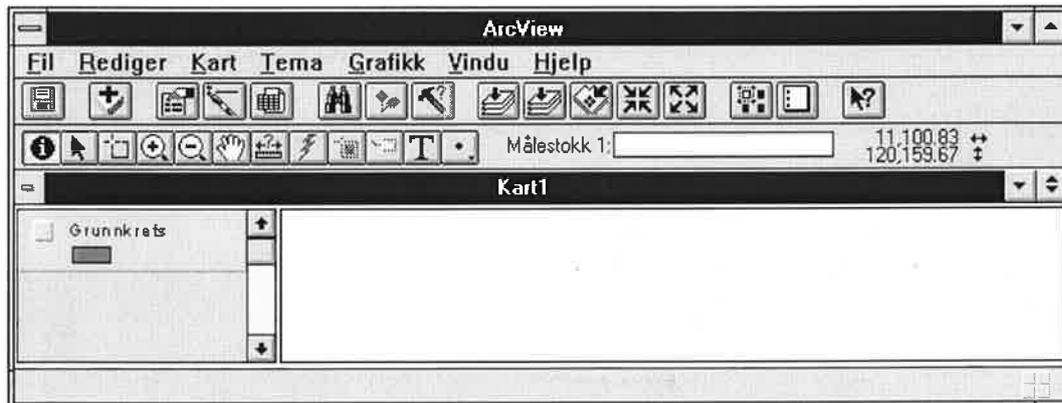 ArcView
Fil Rediger Kart Tema Grafikk Vindu Hjelp
T Målestokk 1: 11,100.83
120,159.67
Kart1
Grunnkrets